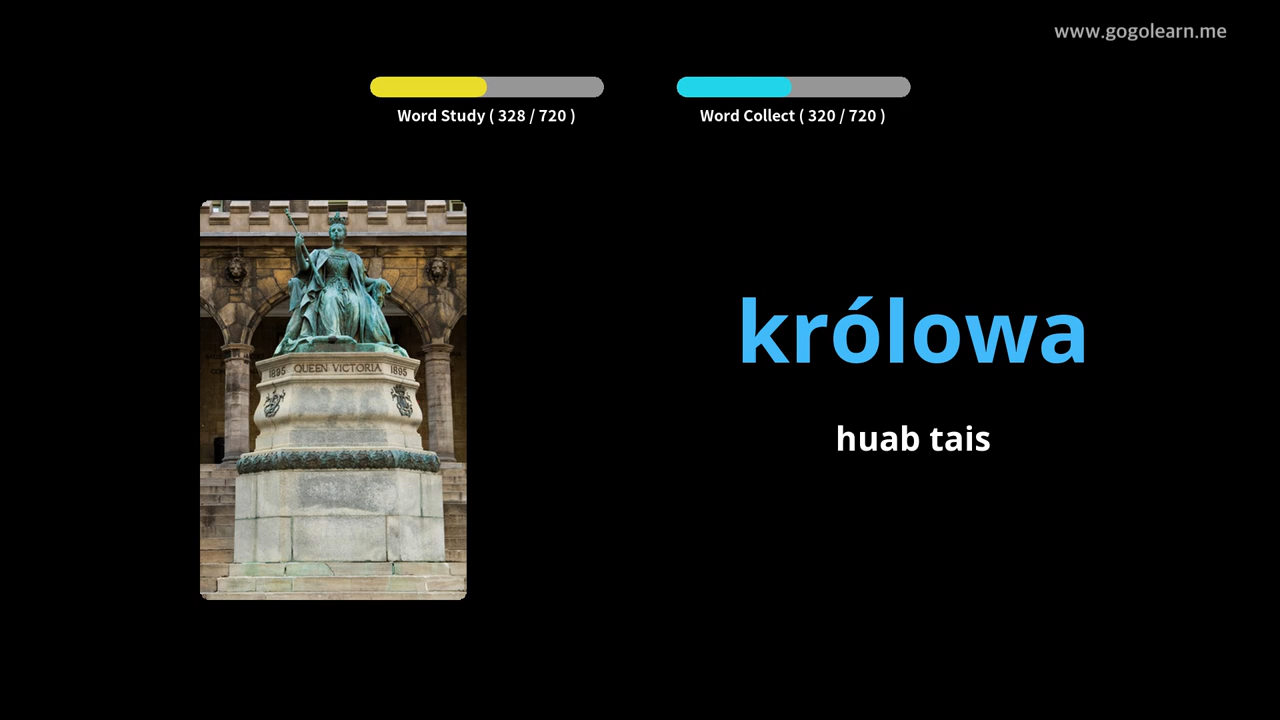 www.gogolearn.me
Word Study ( 328 / 720 )
Word Collect ( 320 / 720 )
1895 QUEEN VICTORIA 1895
królowa
huab tais